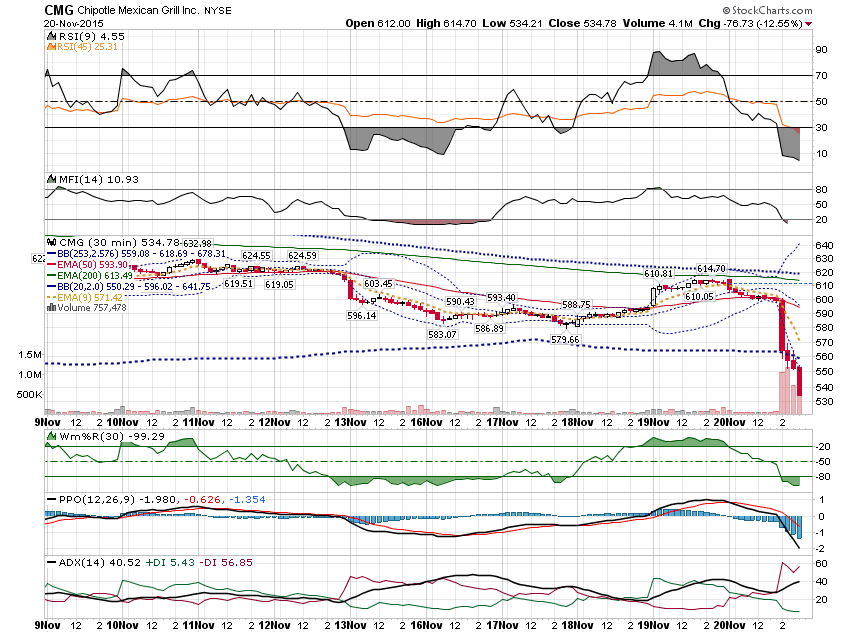 CMG Chipotle Mexican Grill Inc. NYSE
© StockCharts.com
20-Nov-2015
Open 612.00 High 614.70 Low 534.21 Close 534.78 Volume 4.1M Chg -76.73 (-12.55%)
RSI(9) 4.55
RSI(45) 25.31
90
70
50
30
10
MFI(14) 10.93
80
50
20
CMG (30 min) 534.78
BB(253,2.576) 559.08 - 618.69 - 678.31
EMA(50) 593.90
EMA(200) 613.49
BB(20,2.0) 550.29 - 596.02 - 641.75
EMA(9) 571.42
Volume 757,478
632.98
619.51
624.55
619.05
624.59
596.14
603.45
583.07
590.43
586.89
593.40
579.66
588.75
610.81
610.05
614.70
640
630
620
610
600
590
580
570
560
550
540
530
1.5M
1.0M
500K
9Nov 12 2 10Nov 12 2 11Nov 12 2 12Nov 12 2 13Nov 12 2 16Nov 12 2 17Nov 12 2 18Nov 12 2 19Nov 12 2 20Nov 12 2
Wm%R(30) -99.29
-20
-50
-80
PPO(12,26,9) -1.980, -0.626, -1.354
1
0
-1
-2
ADX(14) 40.52 +DI 5.43 -DI 56.85
60
40
20
9Nov 12 2 10Nov 12 2 11Nov 12 2 12Nov 12 2 13Nov 12 2 16Nov 12 2 17Nov 12 2 18Nov 12 2 19Nov 12 2 20Nov 12 2